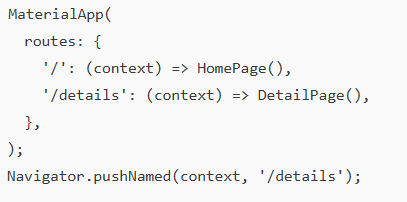 MaterialApp(
  routes: {
    '/': (context) => HomePage(),
    '/details': (context) => DetailPage(),
  },
);
Navigator.pushNamed(context, '/details');